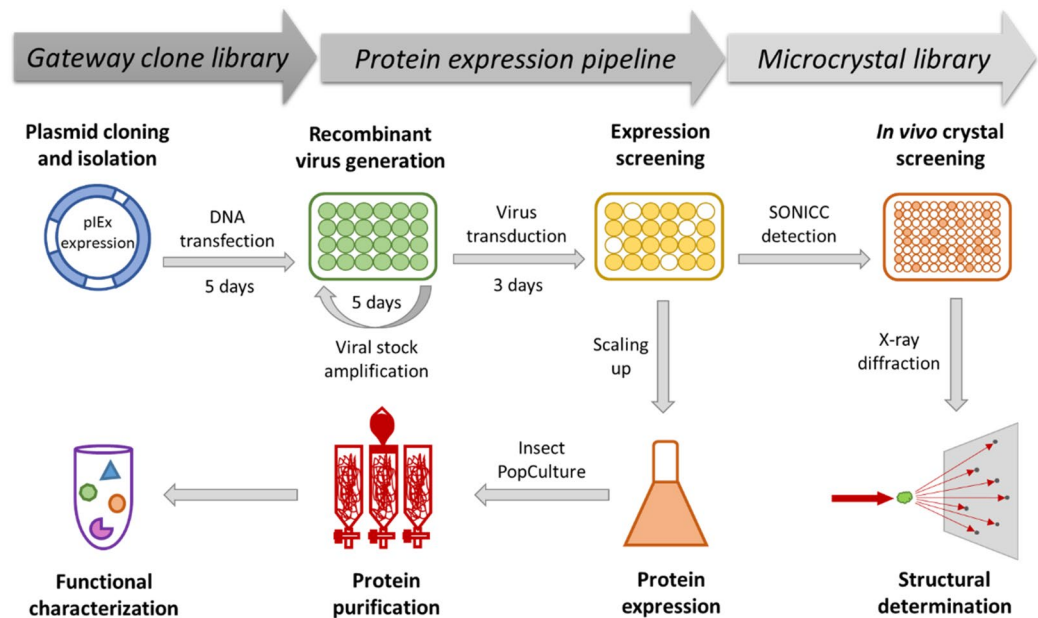 Gateway clone library
Protein expression pipeline
Microcrystal library
Plasmid cloning
and isolation
Recombinant
virus generation
Expression
screening
In vivo crystal
screening
pIEx
expression
DNA
transfection
5 days
Virus
transduction
3 days
SONICC
detection
5 days
Viral stock
amplification
Scaling
up
X-ray
diffraction
Insect
PopCulture
Functional
characterization
Protein
purification
Protein
expression
Structural
determination